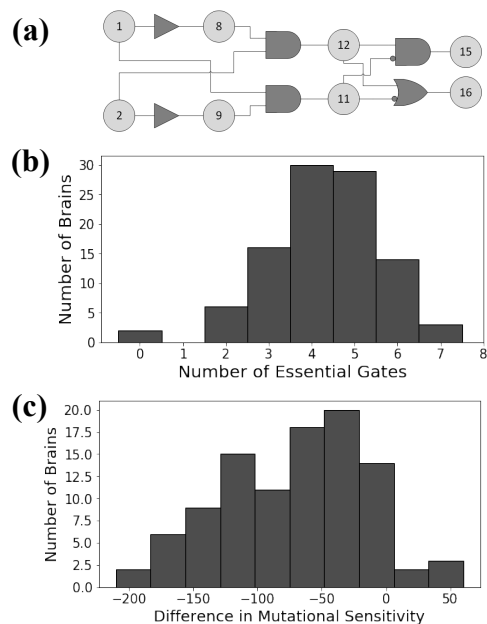 (a)
1 8 12 15
2 9 11 16
(b)
Number of Brains
30
25
20
15
10
5
0
0 1 2 3 4 5 6 7 8
Number of Essential Gates
(c)
Number of Brains
20.0
17.5
15.0
12.5
10.0
7.5
5.0
2.5
0.0
−200 −150 −100 −50 0 50
Difference in Mutational Sensitivity